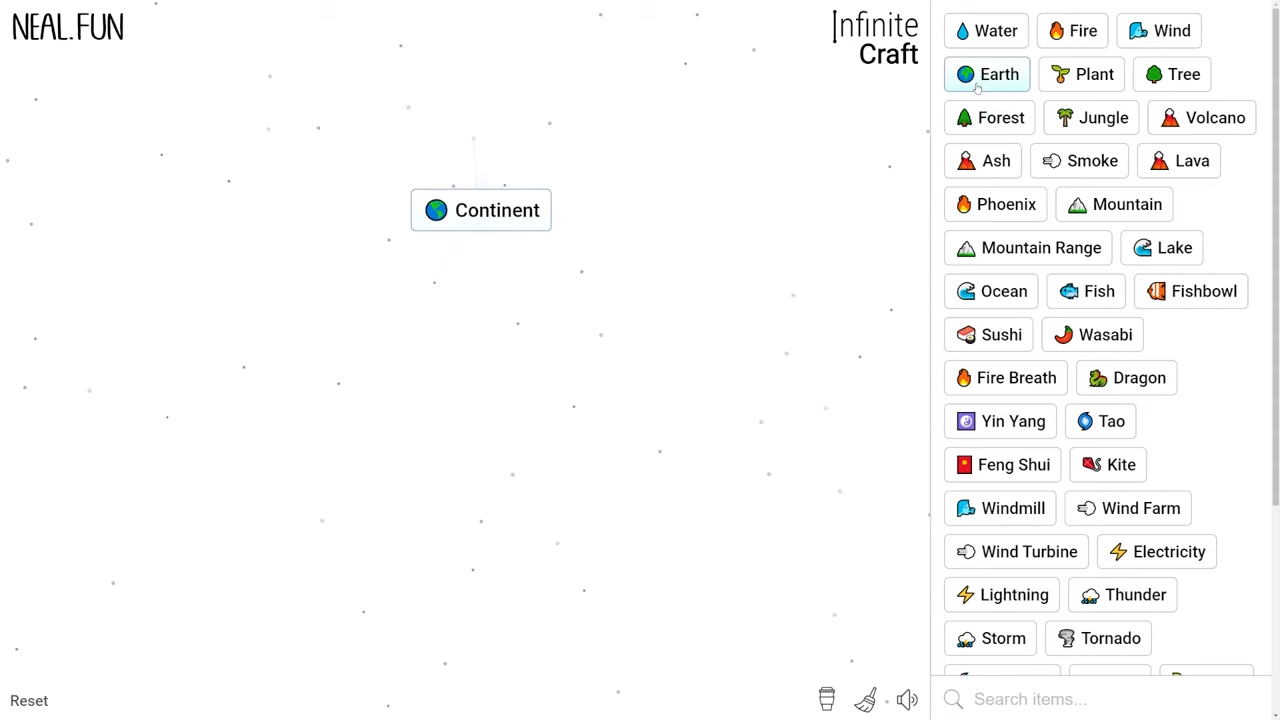 NEAL.FUN
Infinite
Craft
Water Fire Wind
Earth Plant Tree
Forest Jungle Volcano
Ash Smoke Lava
Continent
Phoenix Mountain
Mountain Range Lake
Ocean Fish Fishbowl
Sushi Wasabi
Fire Breath Dragon
Yin Yang Tao
Feng Shui Kite
Windmill Wind Farm
Wind Turbine Electricity
Lightning Thunder
Storm Tornado
Reset
Search items...